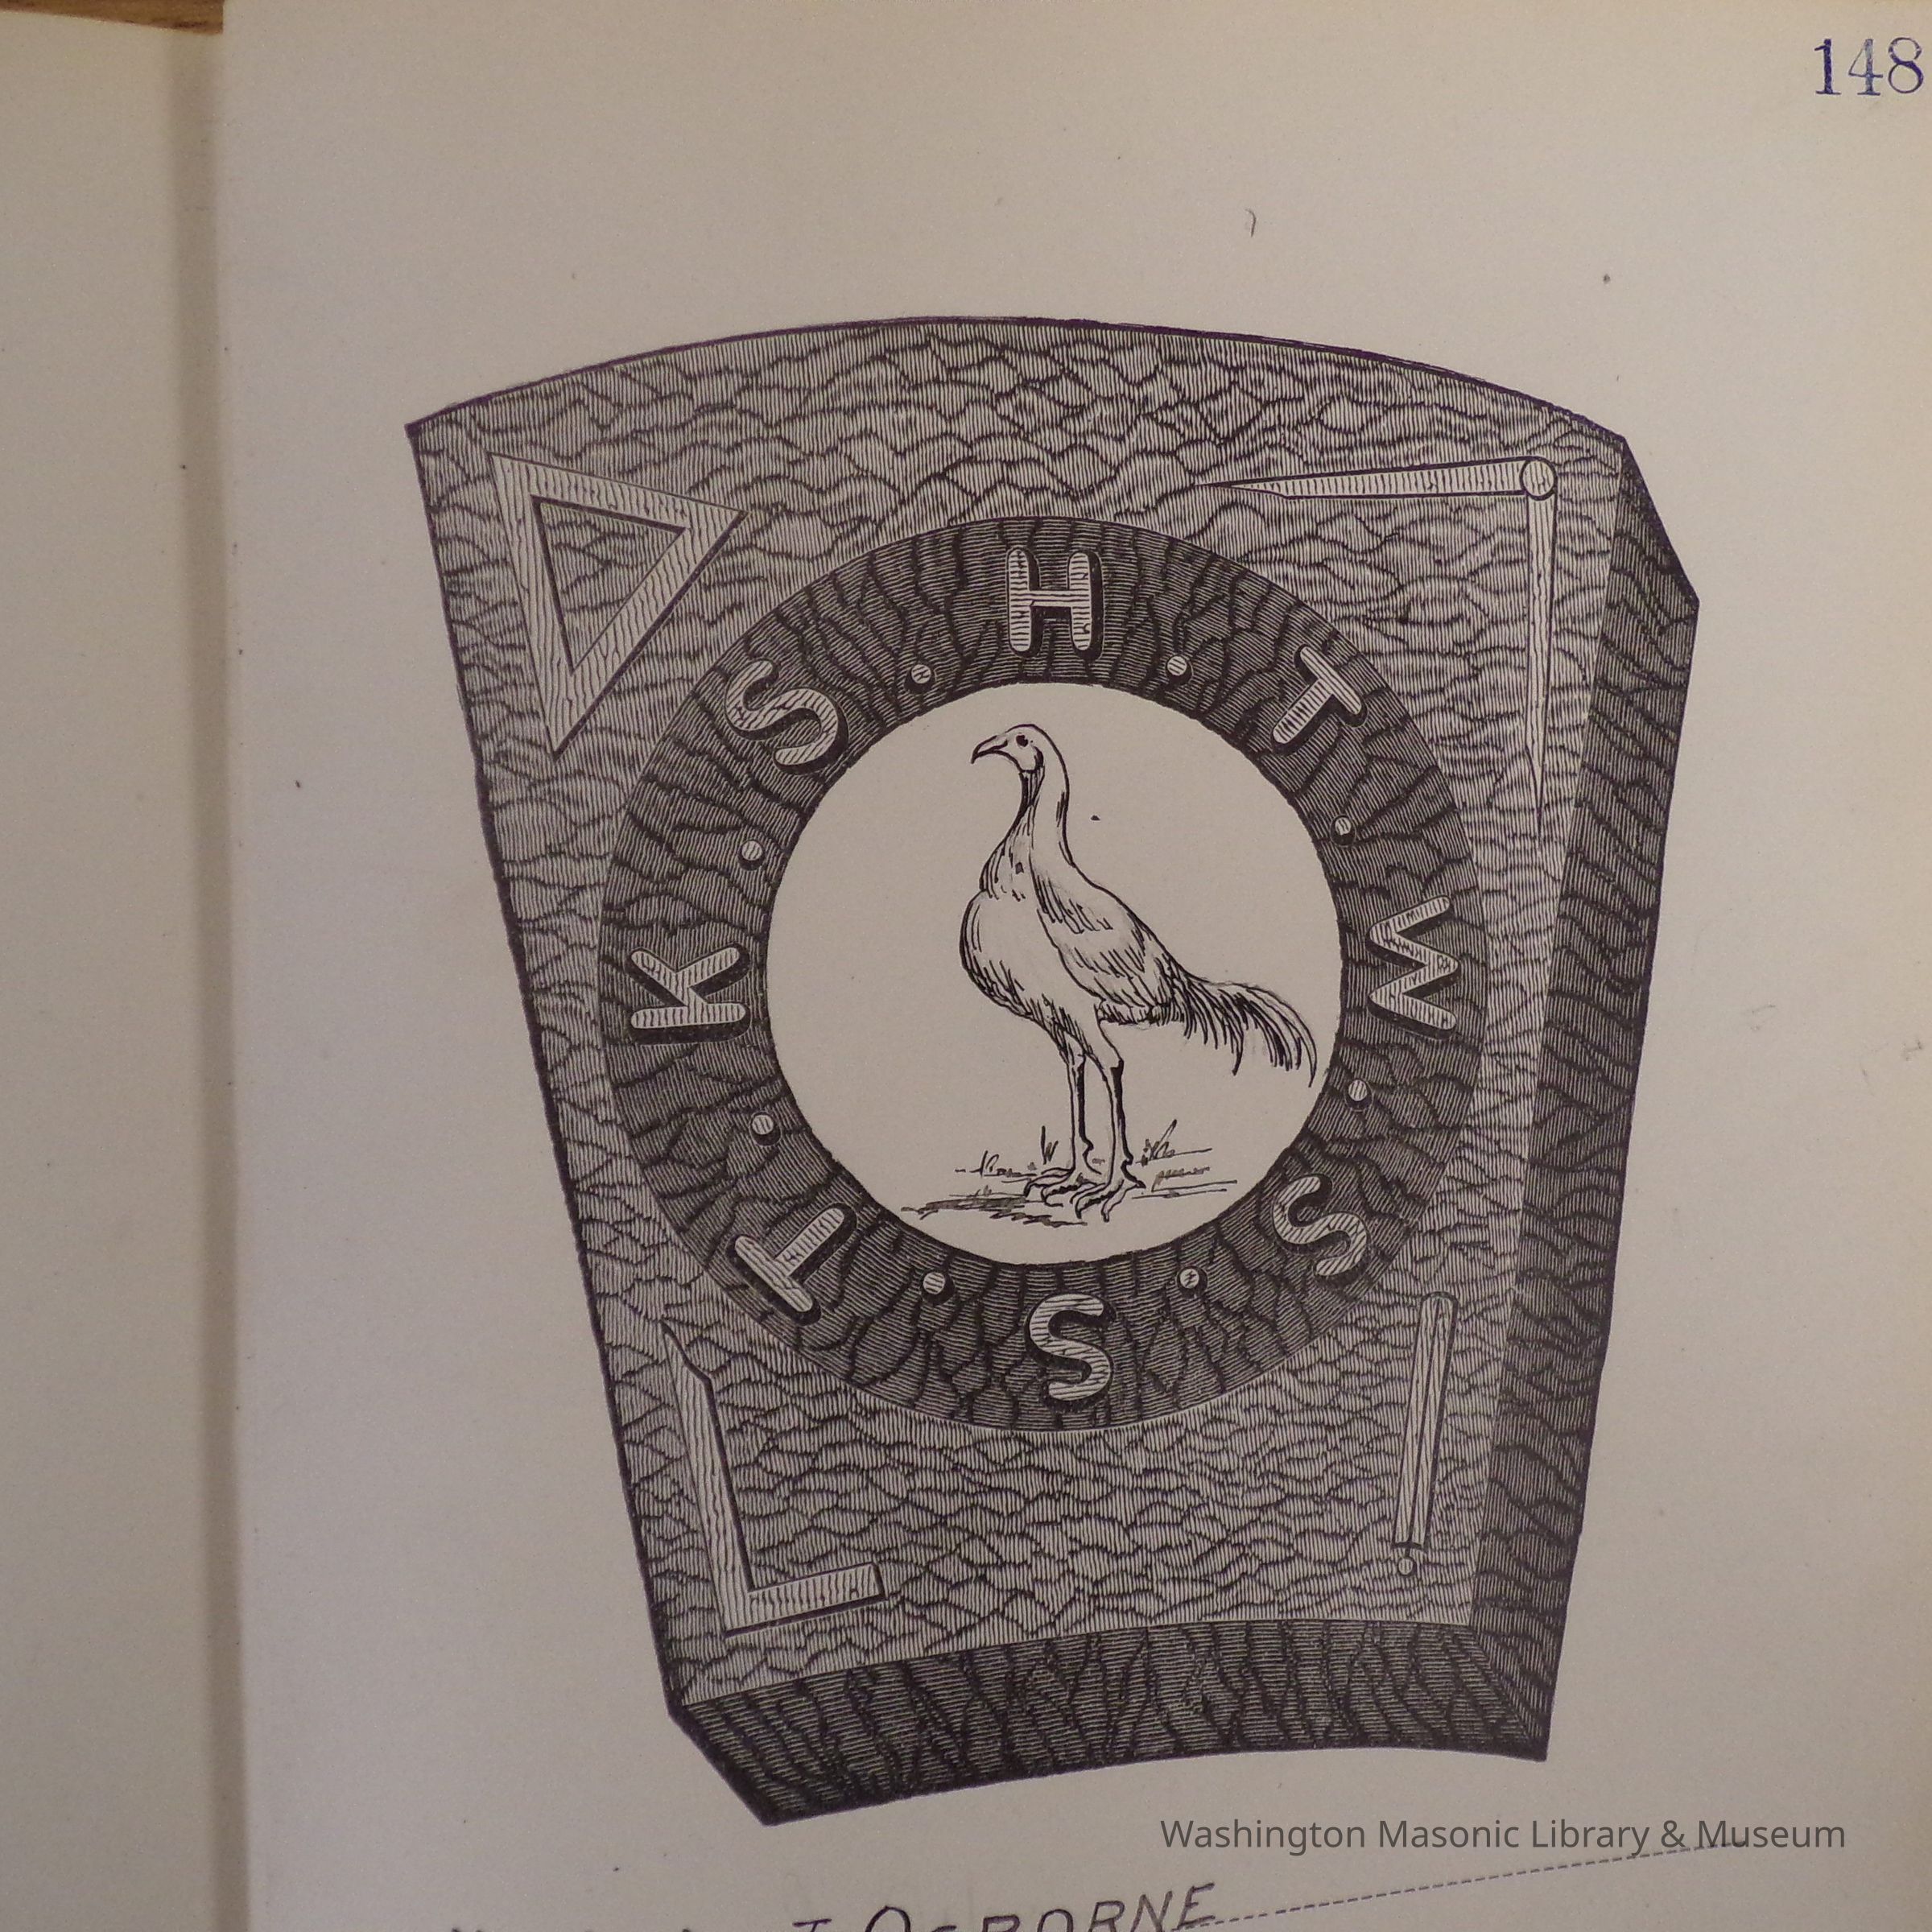 148
H · T · W · S · S · T · K · S ·
Washington Masonic Library & Museum
OSBORNE